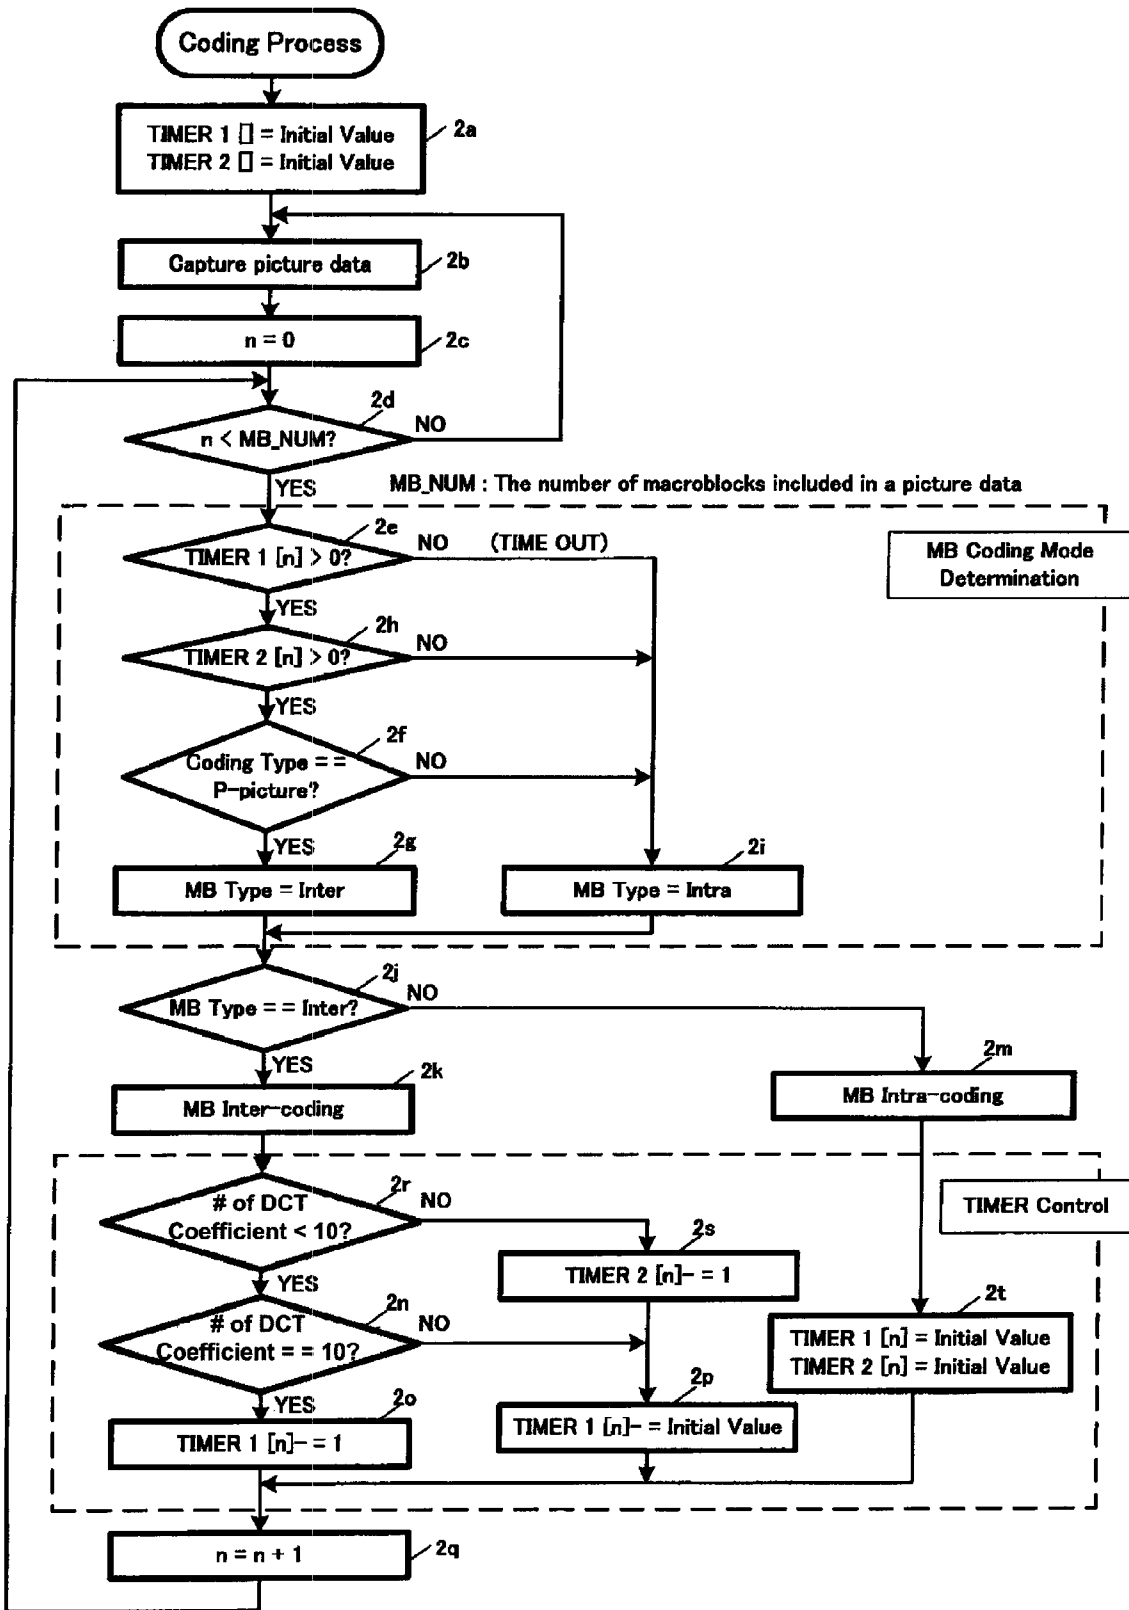 Coding Process
TIMER 1 [] = Initial Value
TIMER 2 [] = Initial Value
2a
Capture picture data
2b
n = 0
2c
2d
n < MB_NUM?
NO
YES
MB_NUM : The number of macroblocks included in a picture data
2e
TIMER 1 [n] > 0?
NO
(TIME OUT)
MB Coding Mode
Determination
YES
2h
TIMER 2 [n] > 0?
NO
YES
2f
Coding Type = =
P-picture?
NO
YES
2g
MB Type = Inter
2i
MB Type = Intra
2j
MB Type = = Inter?
NO
YES
2k
MB Inter-coding
2m
MB Intra-coding
2r
# of DCT
Coefficient < 10?
NO
TIMER Control
2s
TIMER 2 [n]- = 1
YES
2n
# of DCT
Coefficient = = 10?
NO
2t
TIMER 1 [n] = Initial Value
TIMER 2 [n] = Initial Value
YES
2o
TIMER 1 [n]- = 1
2p
TIMER 1 [n]- = Initial Value
n = n + 1
2q